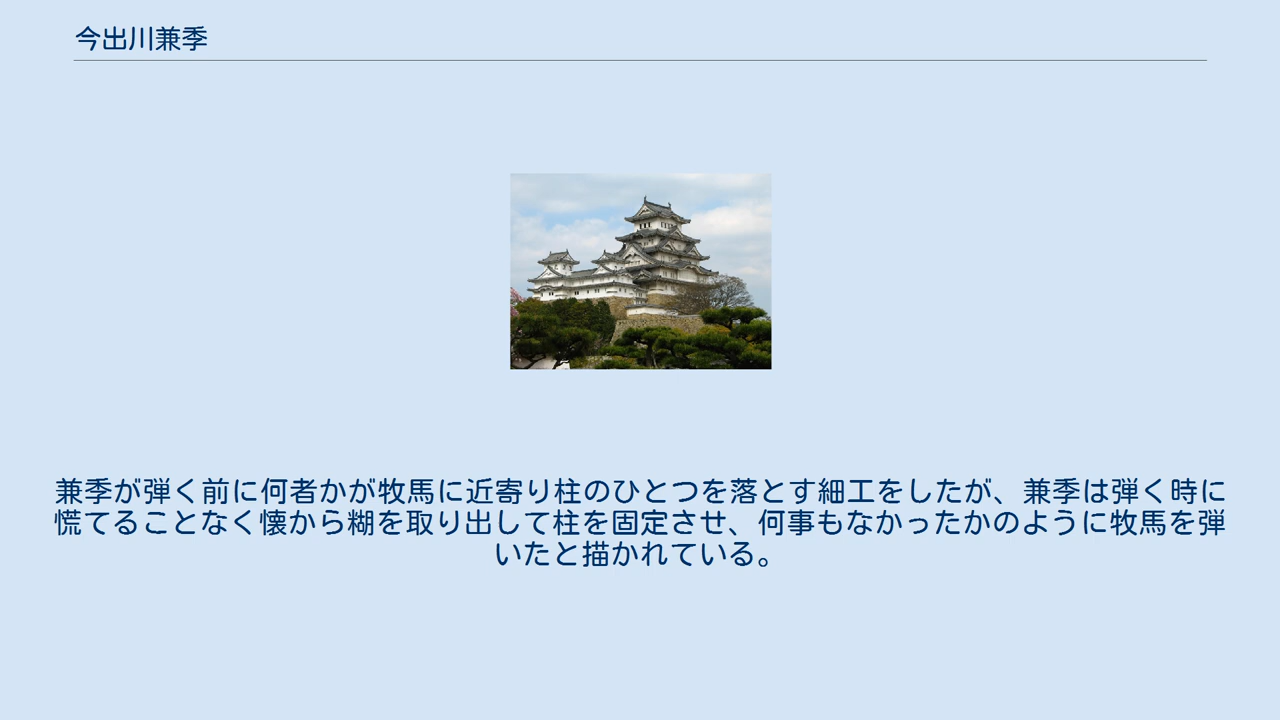 今出川兼季
兼季が弾く前に何者かが牧馬に近寄り柱のひとつを落とす細工をしたが、兼季は弾く時に
慌てることなく懐から糊を取り出して柱を固定させ、何事もなかったかのように牧馬を弾
いたと描かれている。